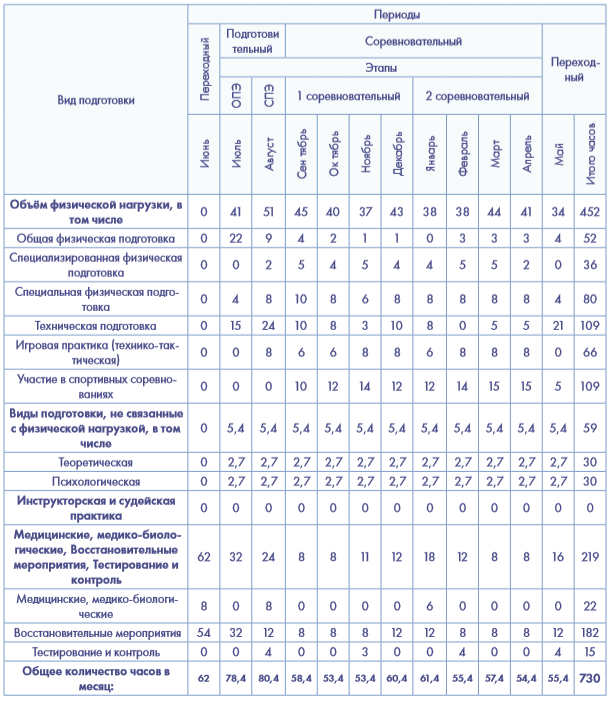 Вид подготовки
Периоды
Переходный
Подготови тельный
Соревновательный
Переход-ный
Этапы
ОПЭ
СПЭ
1 соревновательный
2 соревновательный
Июнь
Июль
Август
Сен тябрь
Ок тябрь
Ноябрь
Декабрь
Январь
Февраль
Март
Апрель
Май
Итого часов
Объём физической нагрузки, в
том числе
0 41 51 45 40 37 43 38 38 44 41 34 452
Общая физическая подготовка 0 22 9 4 2 1 1 0 3 3 3 4 52
Специализированная физическая
подготовка
0 0 2 5 4 5 4 4 5 5 2 0 36
Специальная физическая подго-
товка
0 4 8 10 8 6 8 8 8 8 8 4 80
Техническая подготовка 0 15 24 10 8 3 10 8 0 5 5 21 109
Игровая практика (технико-так-
тическая)
0 0 8 6 6 8 8 6 8 8 8 0 66
Участие в спортивных соревно-
ваниях
0 0 0 10 12 14 12 12 14 15 15 5 109
Виды подготовки, не связанные
с физической нагрузкой, в том
числе
0 5,4 5,4 5,4 5,4 5,4 5,4 5,4 5,4 5,4 5,4 5,4 59
Теоретическая 0 2,7 2,7 2,7 2,7 2,7 2,7 2,7 2,7 2,7 2,7 2,7 30
Психологическая 0 2,7 2,7 2,7 2,7 2,7 2,7 2,7 2,7 2,7 2,7 2,7 30
Инструкторская и судейская
практика
0 0 0 0 0 0 0 0 0 0 0 0 0
Медицинские, медико-биоло-
гические, Восстановительные
мероприятия, Тестирование и
контроль
62 32 24 8 8 11 12 18 12 8 8 16 219
Медицинские, медико-биологи-
ческие
8 0 8 0 0 0 0 6 0 0 0 0 22
Восстановительные мероприятия 54 32 12 8 8 8 12 12 8 8 8 12 182
Тестирование и контроль 0 0 4 0 0 3 0 0 4 0 0 4 15
Общее количество часов в
месяц:
62 78,4 80,4 58,4 53,4 53,4 60,4 61,4 55,4 57,4 54,4 55,4 730